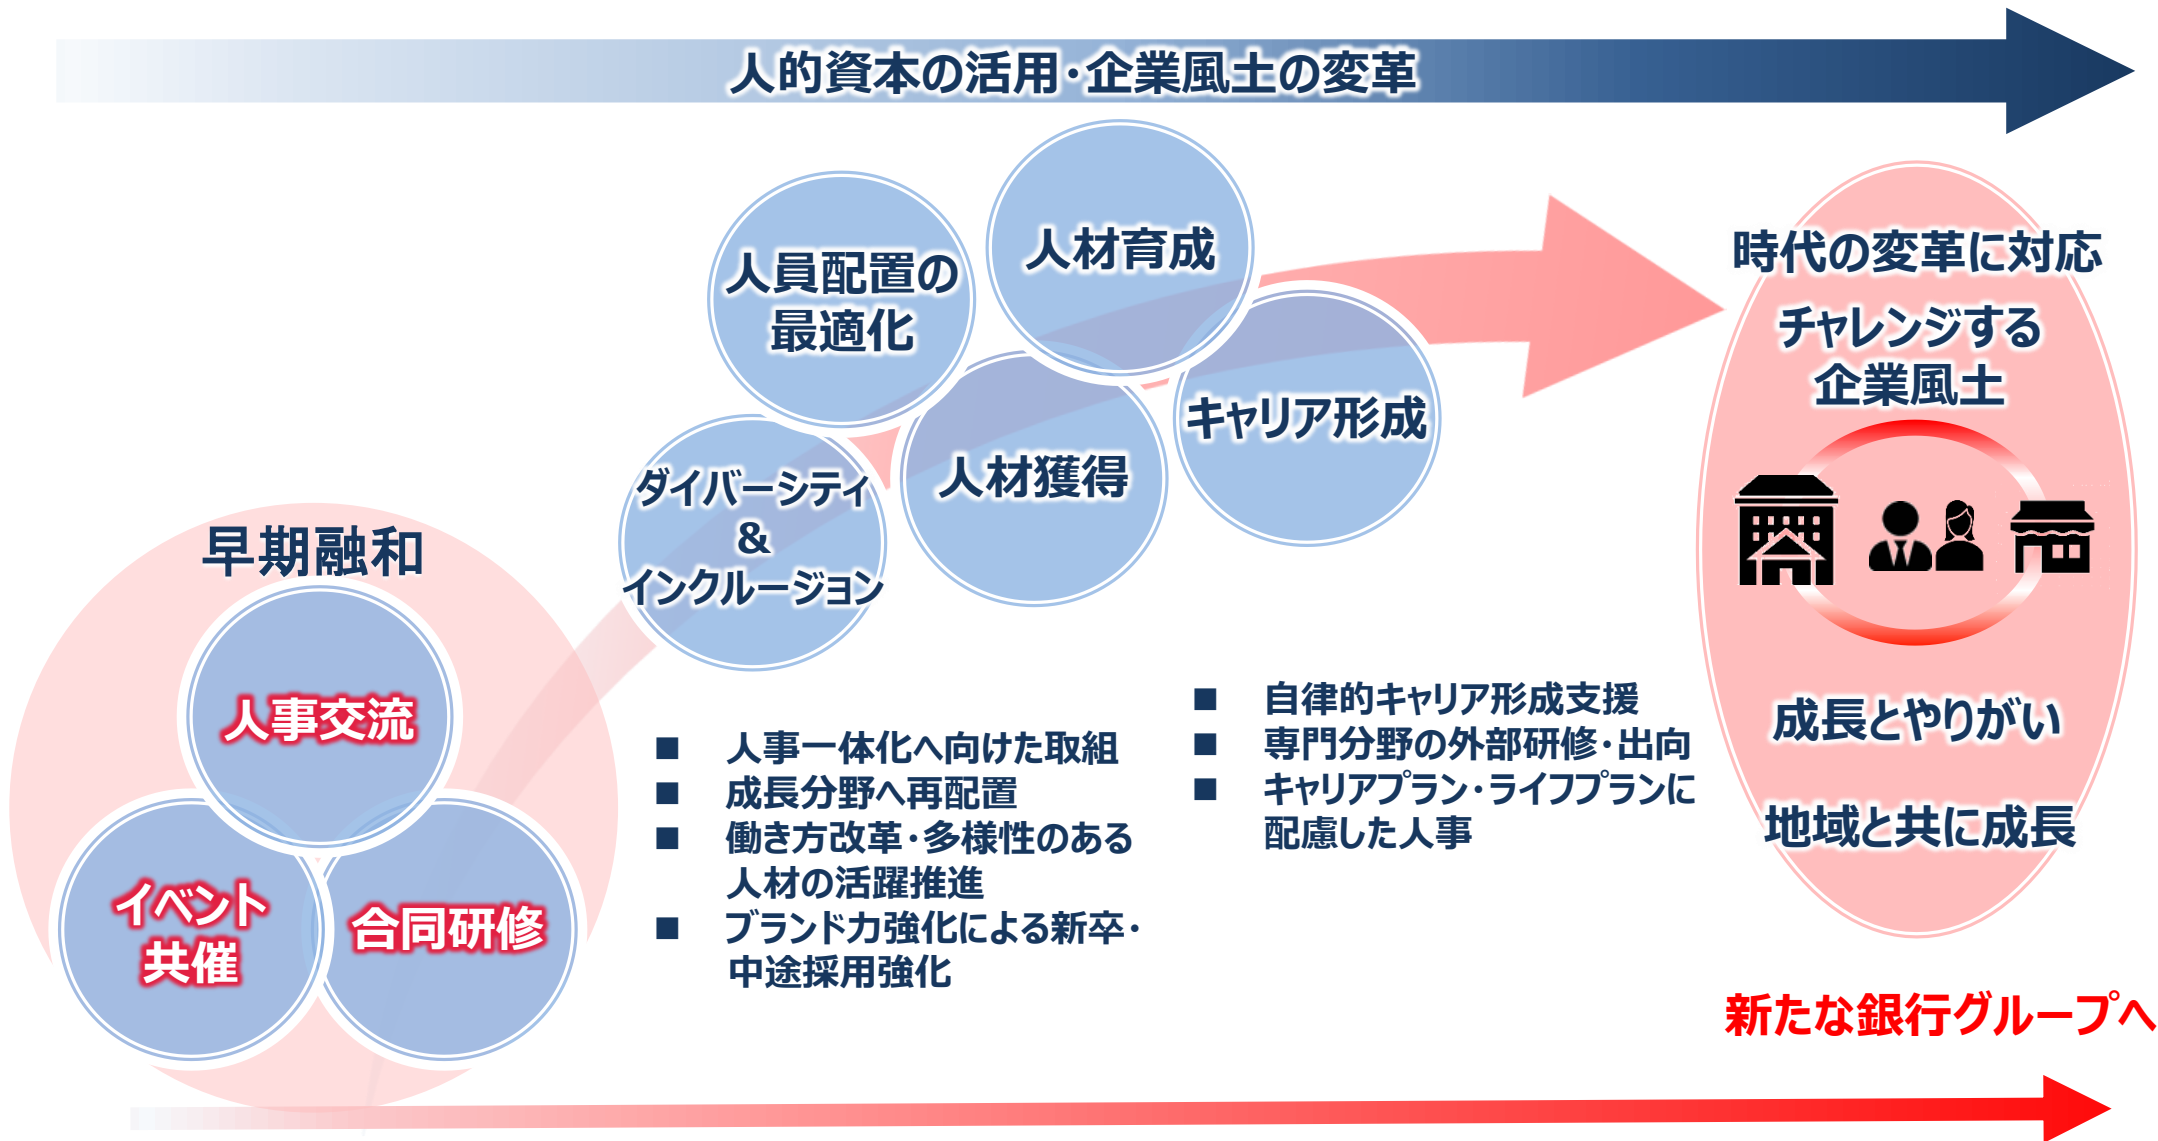 人的資本の活用・企業風土の変革
早期融和
人事交流
イベント
共催
合同研修
ダイバーシティ
&
インクルージョン
人員配置の
最適化
人材獲得
人材育成
キャリア形成
■ 人事一体化へ向けた取組
■ 成長分野へ再配置
■ 働き方改革・多様性のある
人材の活躍推進
■ ブランド力強化による新卒・
中途採用強化
■ 自律的キャリア形成支援
■ 専門分野の外部研修・出向
■ キャリアプラン・ライフプランに
配慮した人事
時代の変革に対応
チャレンジする
企業風土
成長とやりがい
地域と共に成長
新たな銀行グループへ